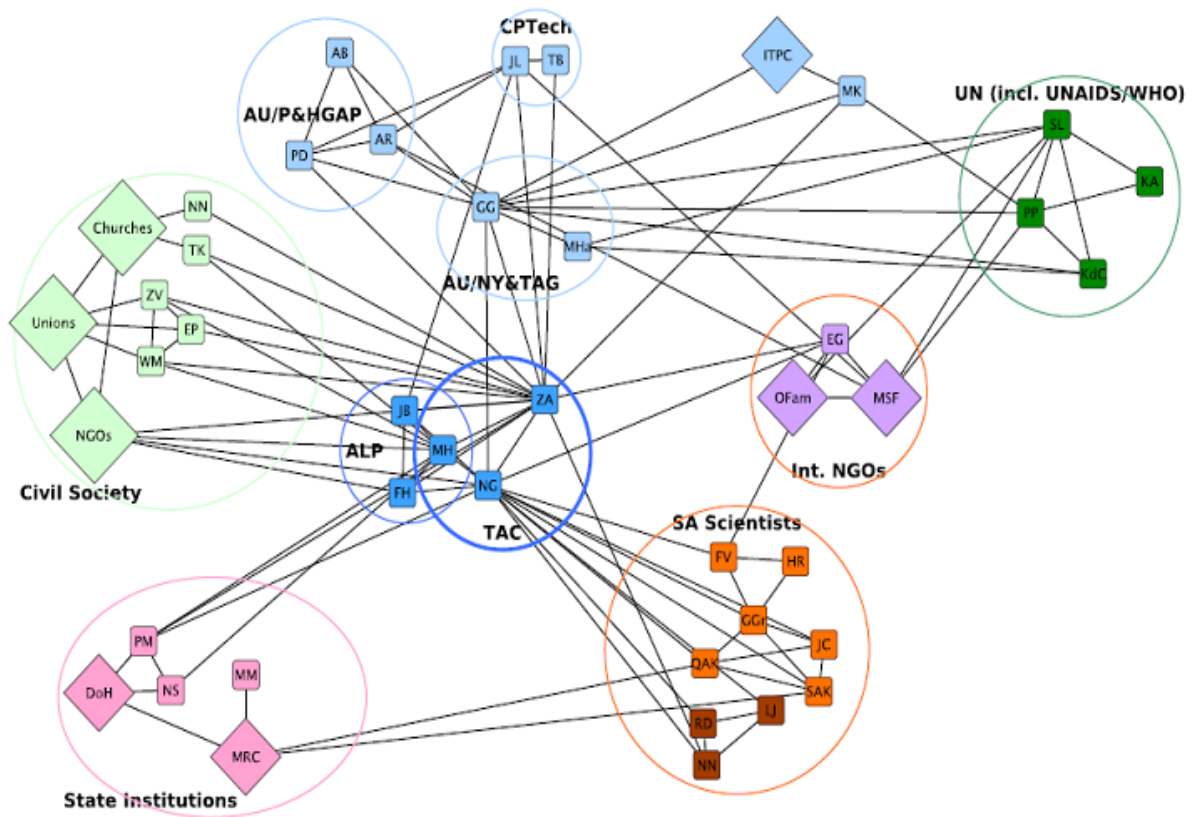 CPTech
AB
JL
TB
ITPC
MK
UN (incl. UNAIDS/WHO)
AU/P&HGAP
SL
AR
PD
KA
NN
GG
PP
Churches
TK
MHa
KdC
AU/NY&TAG
ZV
Unions
EP
EG
WM
OFam
MSF
ZA
JB
NGOs
ALP
MH
Int. NGOs
NG
FH
Civil Society
TAC
SA Scientists
FV
HR
GGr
PM
JC
QAK
MM
NS
DoH
SAK
LJ
RD
MRC
NN
State institutions